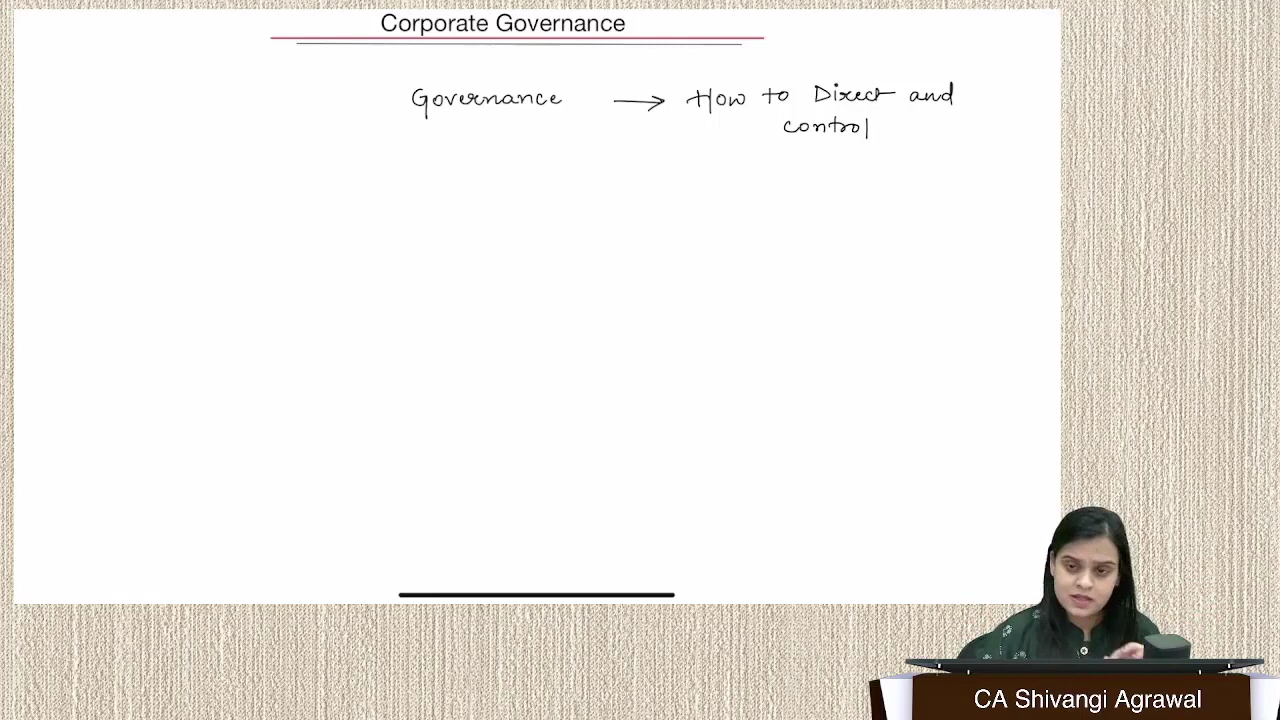 Corporate Governance
Governance → How to Direct and
control
CA Shivangi Agrawal